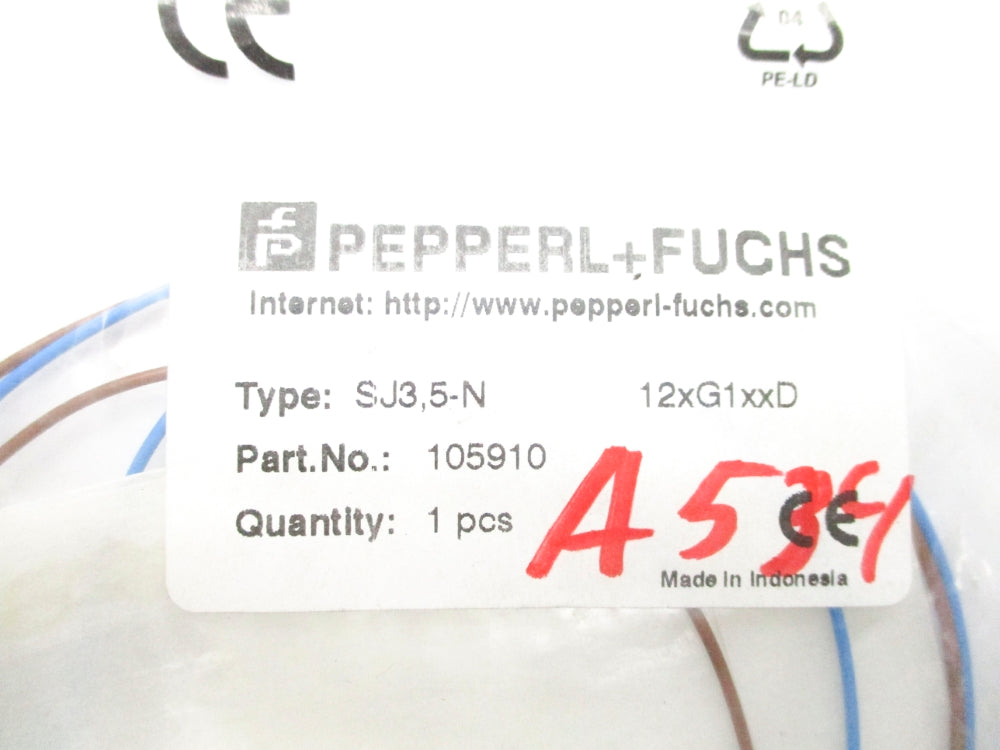 CE
04
PE-LD
PEPPERL+FUCHS
Internet: http://www.pepperl-fuchs.com
Type: SJ3,5-N 12xG1xxD
Part.No.: 105910
Quantity: 1 pcs
A534
CE
Made in Indonesia